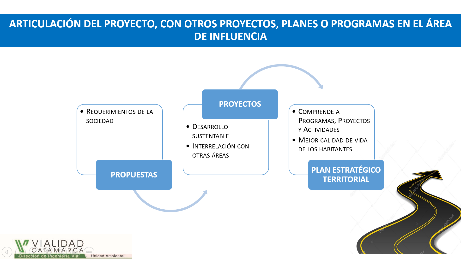 ARTICULACIÓN DEL PROYECTO, CON OTROS PROYECTOS, PLANES O PROGRAMAS EN EL ÁREA
DE INFLUENCIA
• REQUERIMIENTOS DE LA
SOCIEDAD
PROPUESTAS
PROYECTOS
• DESARROLLO
SUSTENTABLE
• INTERRELACIÓN CON
OTRAS ÁREAS
• COMPRENDE A
PROGRAMAS, PROYECTOS
Y ACTIVIDADES
• MEJOR CALIDAD DE VIDA
DE LOS HABITANTES
PLAN ESTRATÉGICO
TERRITORIAL
VIALIDAD
CATAMARCA